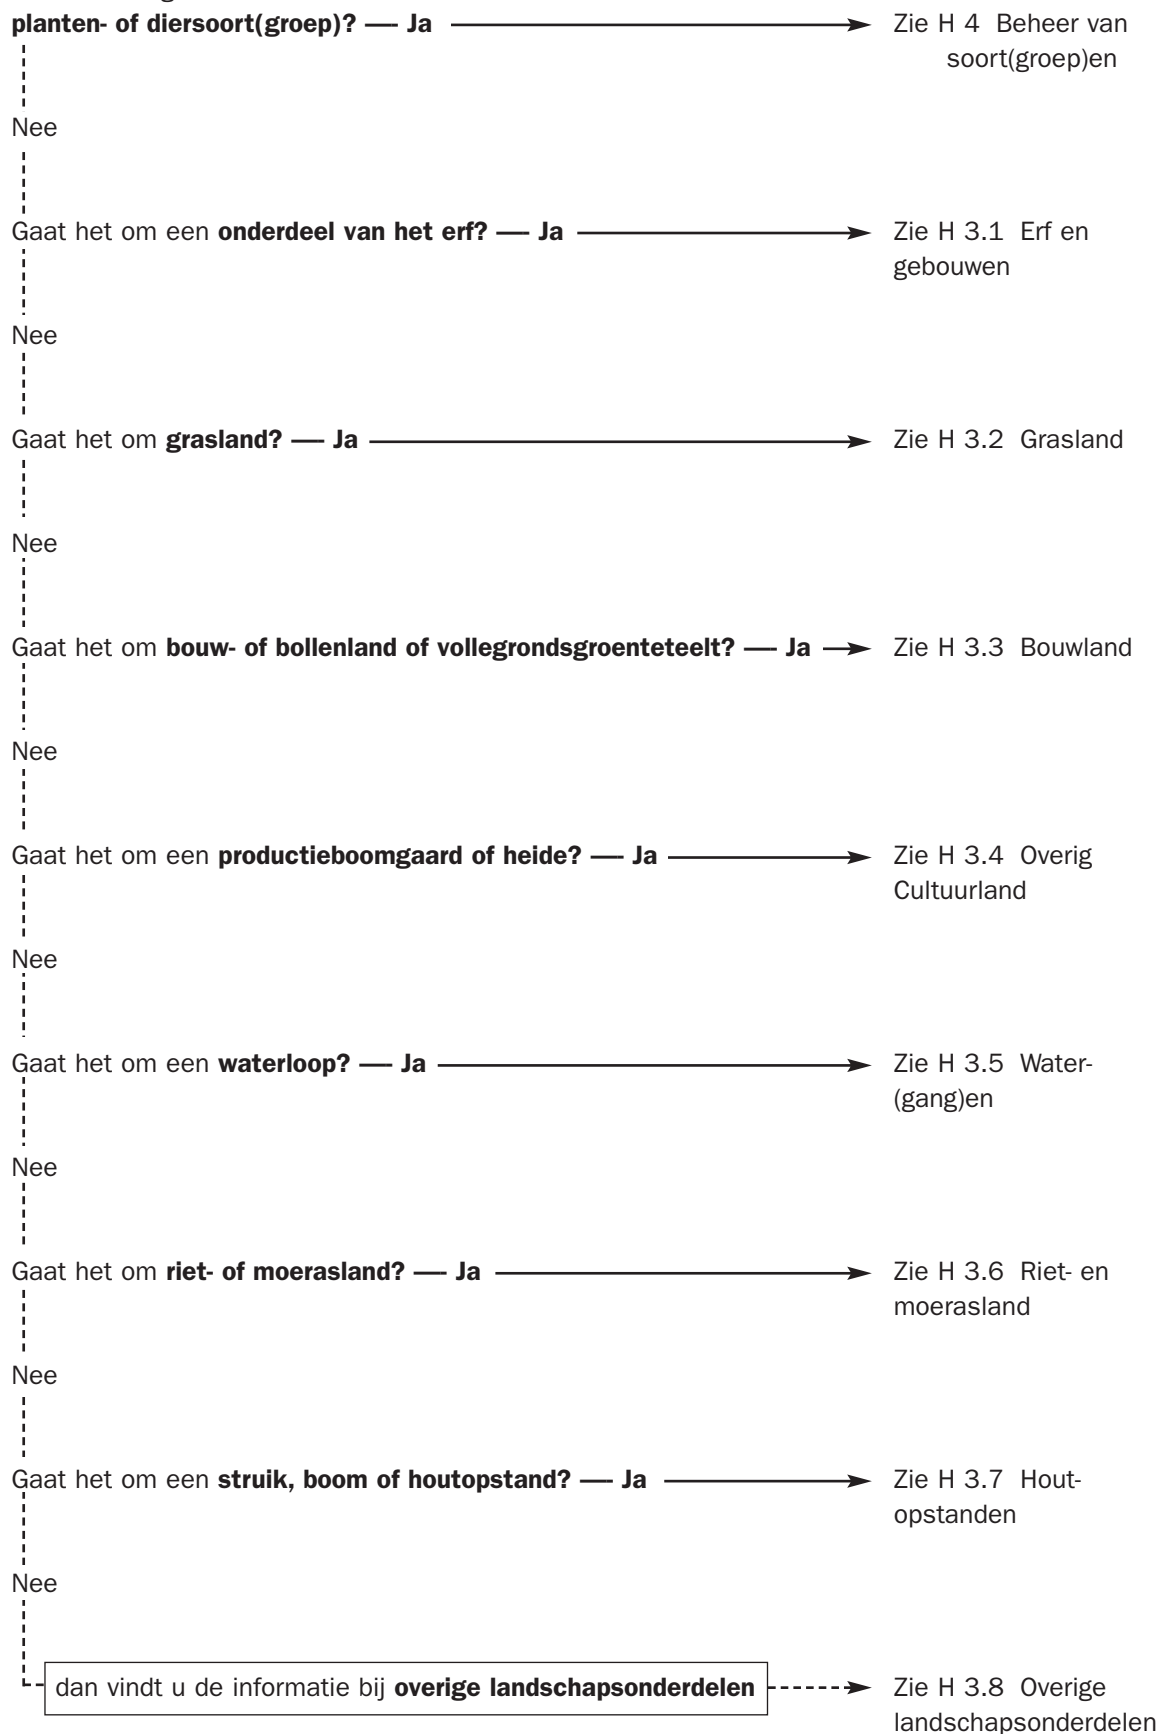 planten- of diersoort(groep)? — Ja Zie H 4 Beheer van
soort(groep)en
Nee
Gaat het om een onderdeel van het erf? — Ja Zie H 3.1 Erf en
gebouwen
Nee
Gaat het om grasland? — Ja Zie H 3.2 Grasland
Nee
Gaat het om bouw- of bollenland of vollegrondsgroenteteelt? — Ja Zie H 3.3 Bouwland
Nee
Gaat het om een productieboomgaard of heide? — Ja Zie H 3.4 Overig
Cultuurland
Nee
Gaat het om een waterloop? — Ja Zie H 3.5 Water-
(gang)en
Nee
Gaat het om riet- of moerasland? — Ja Zie H 3.6 Riet- en
moerasland
Nee
Gaat het om een struik, boom of houtopstand? — Ja Zie H 3.7 Hout-
opstanden
Nee
dan vindt u de informatie bij overige landschapsonderdelen Zie H 3.8 Overige
landschapsonderdelen